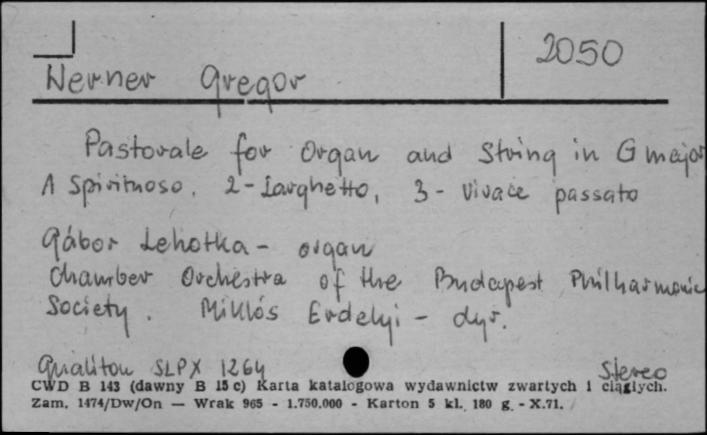 2050
Werner Gregor
Pastorale for Organ and String in G major
1 Spirituoso, 2 - Larghetto, 3 - Vivace passato
Gábor Lehotka - organ
Chamber Orchestra of the Budapest Philharmonic
Society. Miklós Erdelyi - dyr.
Qualiton SLPX 1264 Stereo
CWD B 143 (dawny B 15 c) Karta katalogowa wydawnictw zwartych i ciągłych.
Zam. 1474/Dw/On — Wrak 965 - 1.750.000 - Karton 5 kl. 180 g. - X.71.